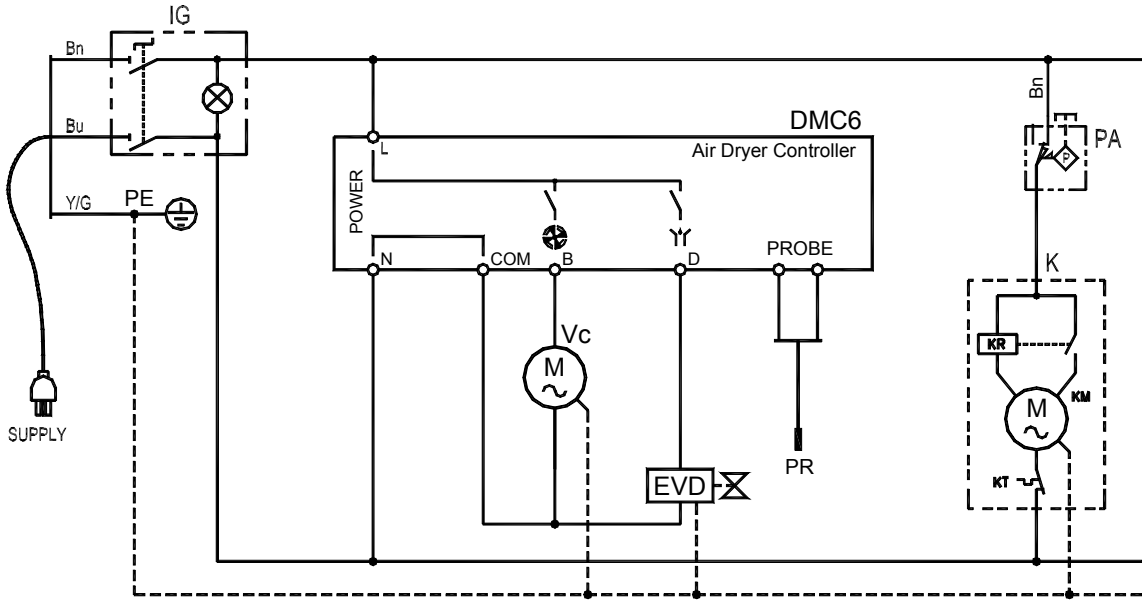 IG
Bn
Bu
Y/G
PE
SUPPLY
DMC6
Air Dryer Controller
L
POWER
N
COM
B
D
PROBE
Vc
M
EVD
PR
Bn
P
PA
K
KR
M
KM
KT